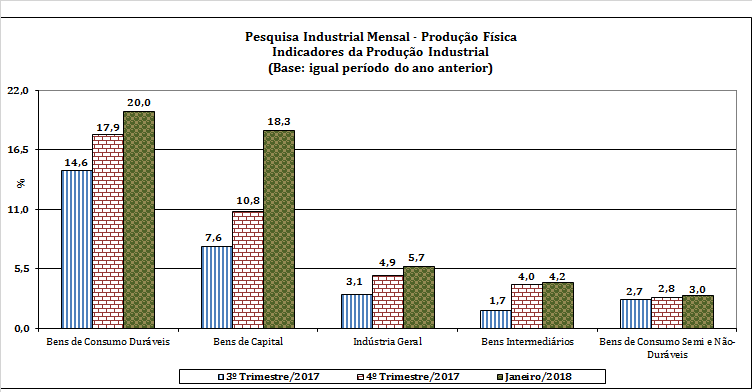 Pesquisa Industrial Mensal - Produção Física
Indicadores da Produção Industrial
(Base: igual período do ano anterior)
%
22,0
16,5
11,0
5,5
0,0
14,6
17,9
20,0
7,6
10,8
18,3
3,1
4,9
5,7
1,7
4,0
4,2
2,7
2,8
3,0
Bens de Consumo Duráveis
Bens de Capital
Indústria Geral
Bens Intermediários
Bens de Consumo Semi e Não-
Duráveis
3º Trimestre/2017
4º Trimestre/2017
Janeiro/2018